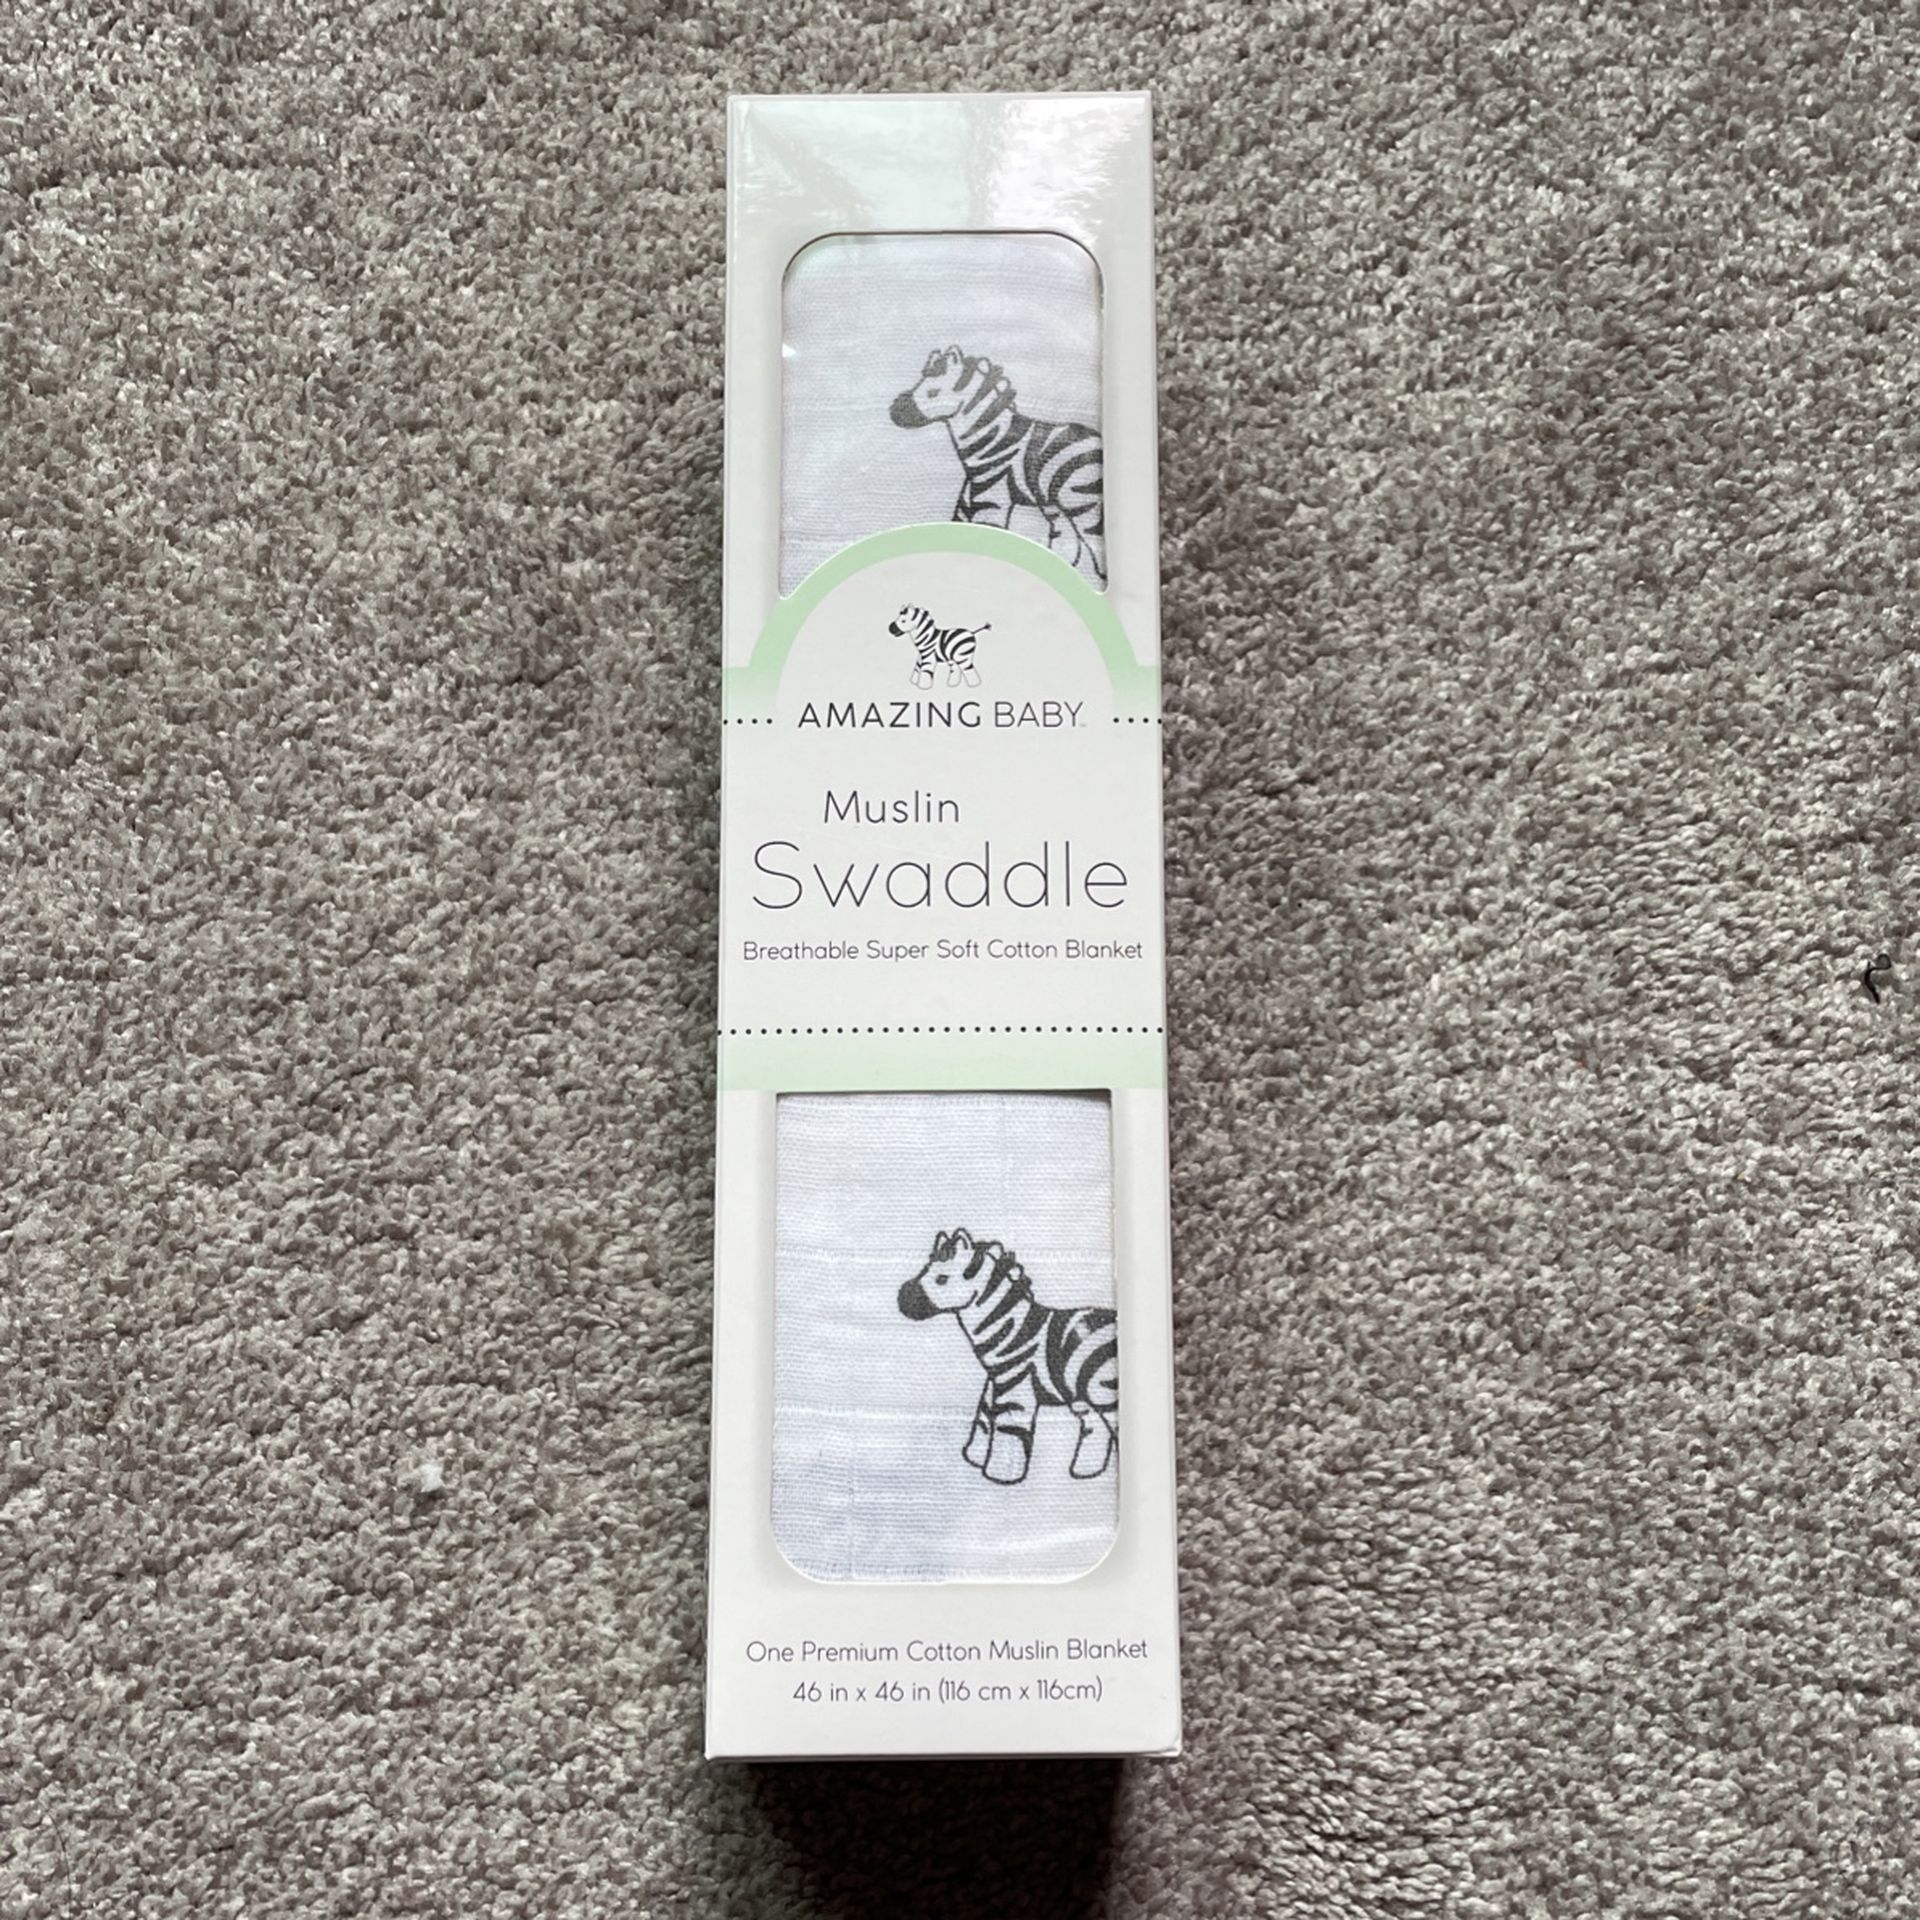 AMAZING BABY™
Muslin
Swaddle
Breathable Super Soft Cotton Blanket
One Premium Cotton Muslin Blanket
46 in x 46 in (116 cm x 116cm)